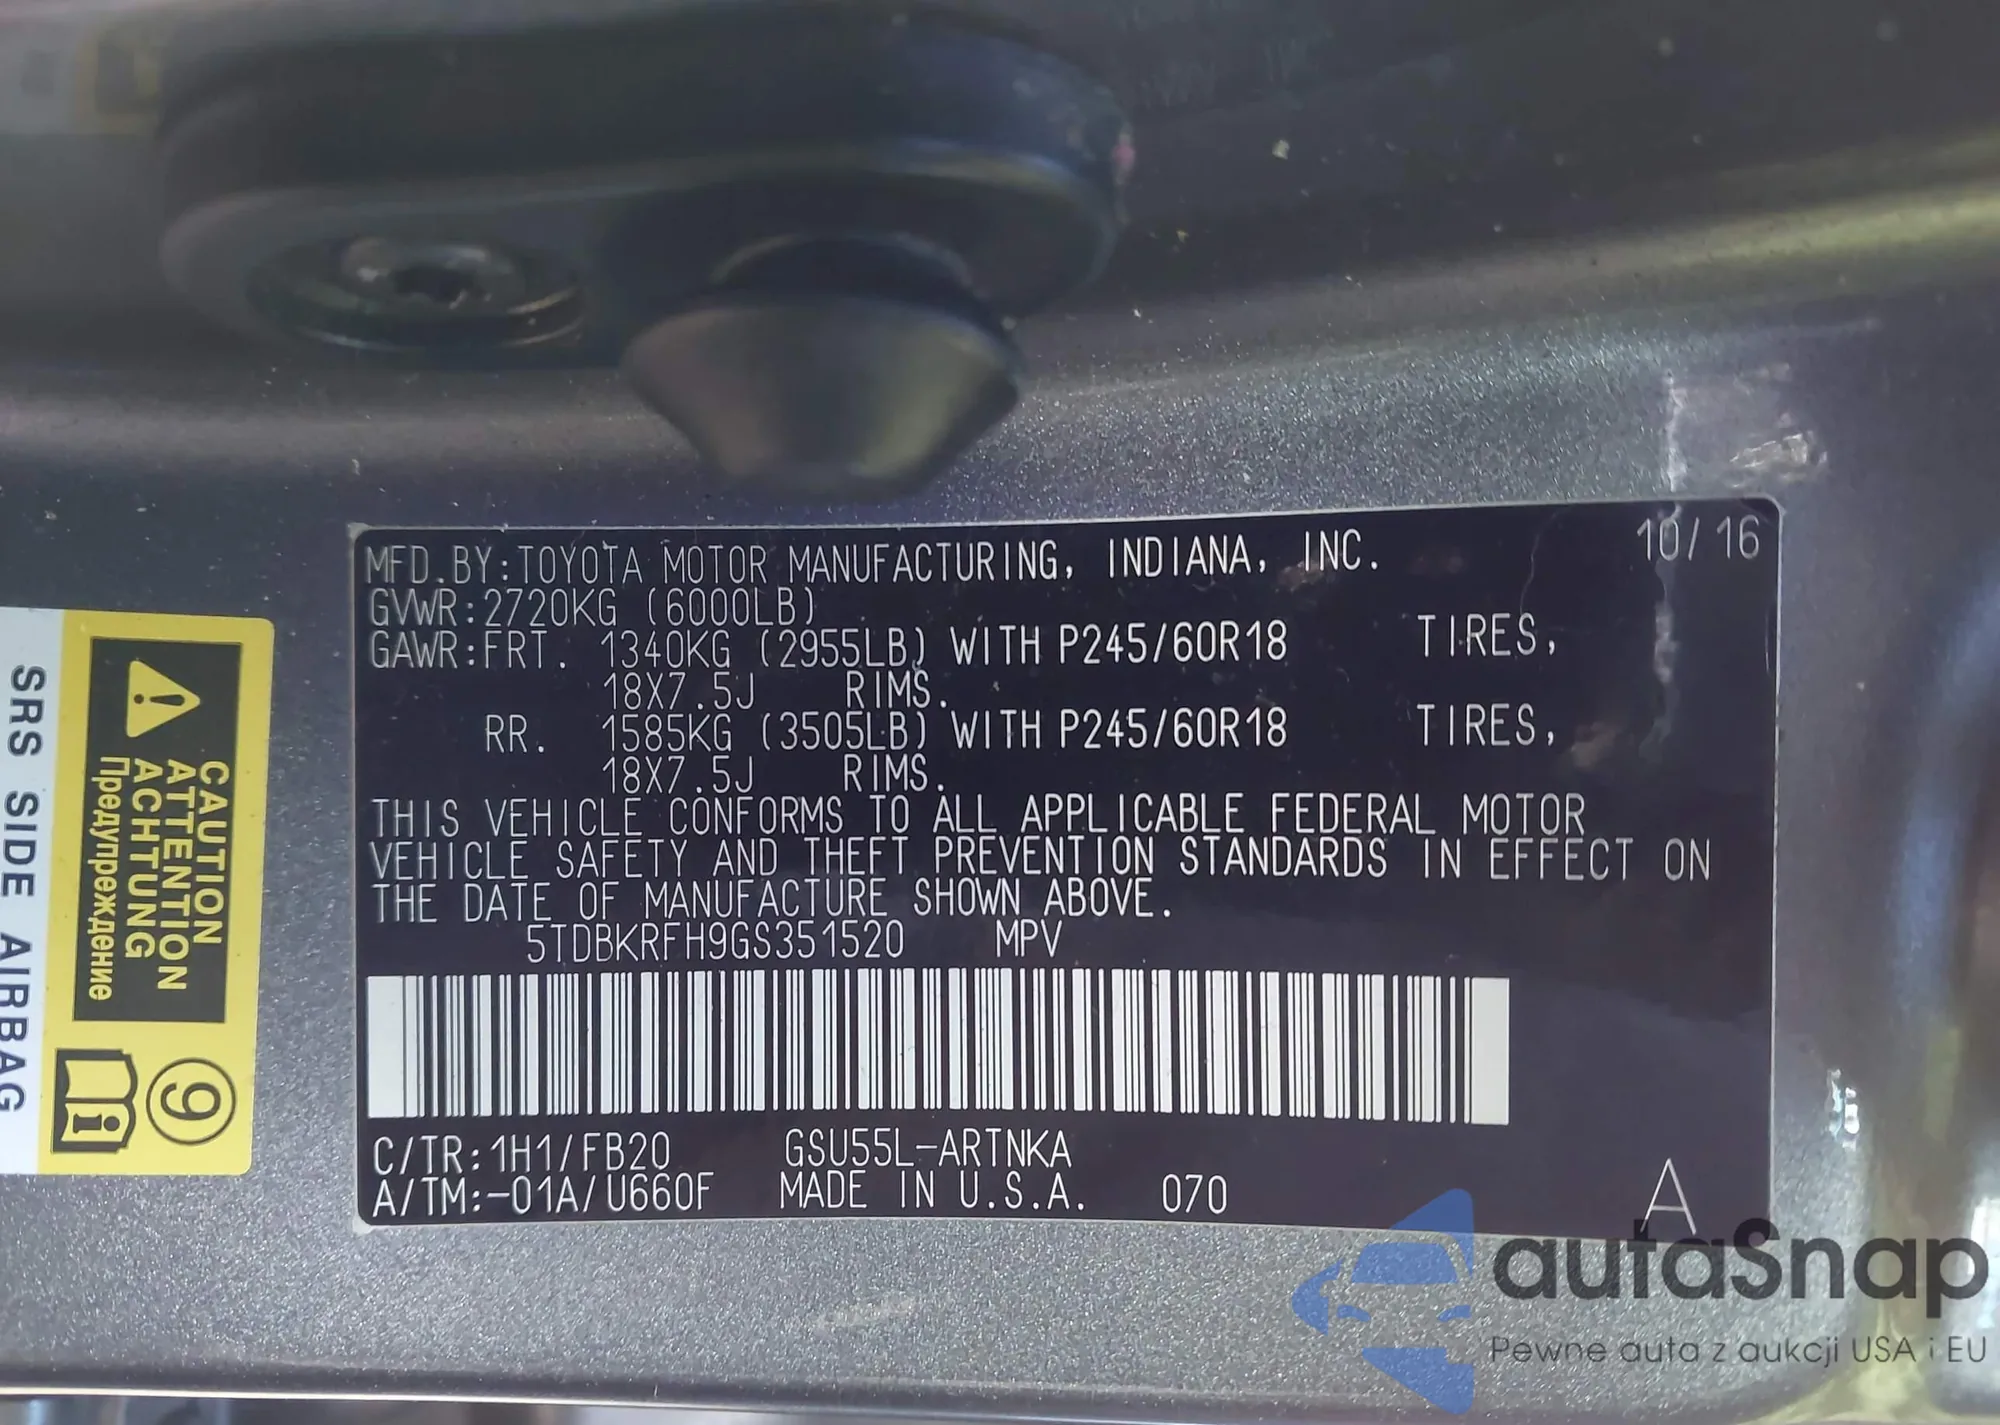 MFD.BY:TOYOTA MOTOR MANUFACTURING, INDIANA, INC. 10/16
GVWR:2720KG (6000LB)
GAWR:FRT. 1340KG (2955LB) WITH P245/60R18 TIRES,
18X7.5J RIMS.
RR. 1585KG (3505LB) WITH P245/60R18 TIRES,
18X7.5J RIMS.
THIS VEHICLE CONFORMS TO ALL APPLICABLE FEDERAL MOTOR
VEHICLE SAFETY AND THEFT PREVENTION STANDARDS IN EFFECT ON
THE DATE OF MANUFACTURE SHOWN ABOVE.
5TDBKRFH9GS351520 MPV
C/TR:1H1/FB20 GSU55L-ARTNKA
A/TM:-01A/U660F MADE IN U.S.A. 070 A
CAUTION
ATTENTION
ACHTUNG
Предупреждение
9
SRS SIDE AIRBAG
autaSnap
Pewne auta z aukcji USA i EU